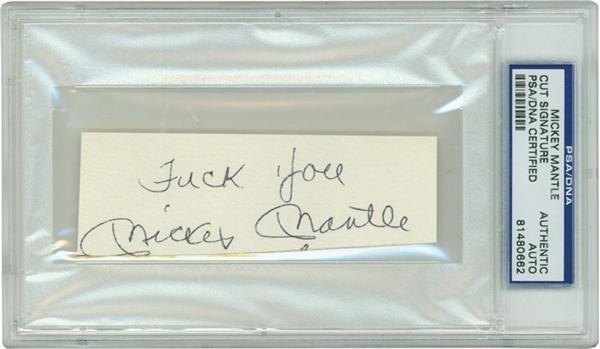 Fuck You
Mickey Mantle
PSA/DNA
MICKEY MANTLE
CUT SIGNATURE
PSA/DNA CERTIFIED
AUTHENTIC
AUTO
81480662